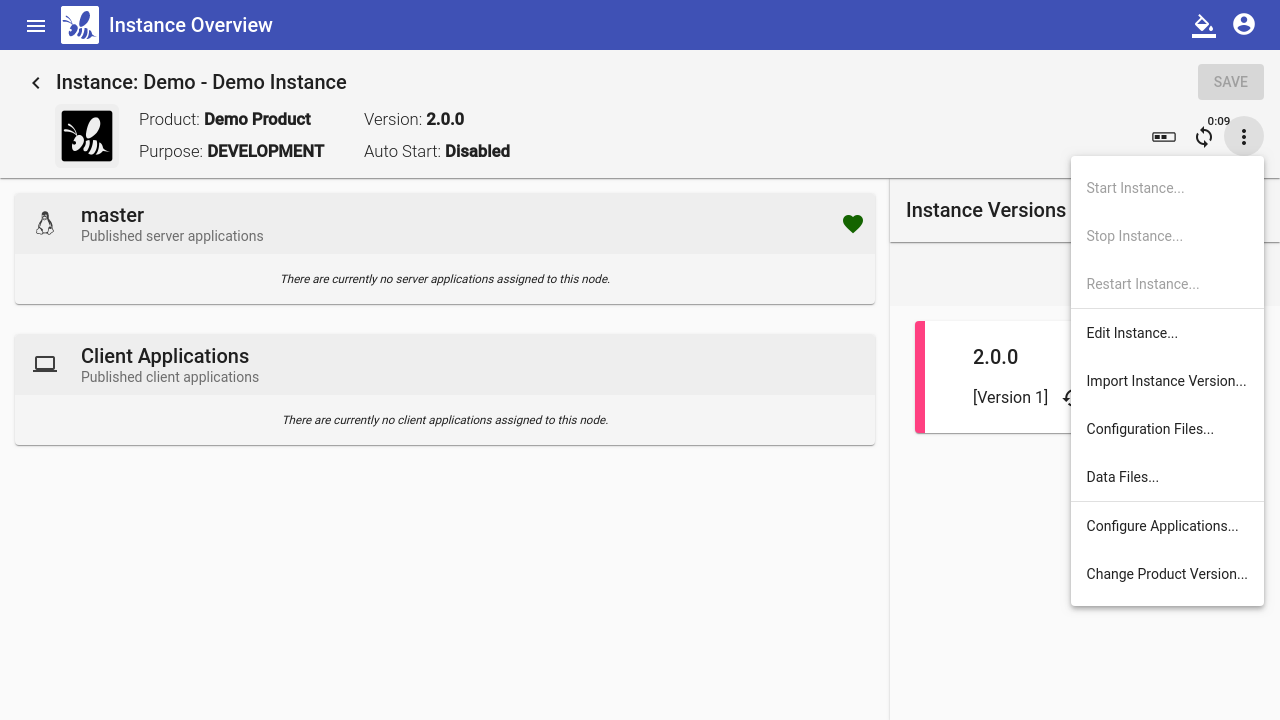 Instance Overview
Instance: Demo - Demo Instance
SAVE
Product: Demo Product
Version: 2.0.0
0:09
Purpose: DEVELOPMENT
Auto Start: Disabled
master
Published server applications
There are currently no server applications assigned to this node.
Client Applications
Published client applications
There are currently no client applications assigned to this node.
Instance Versions
2.0.0
[Version 1]
Start Instance...
Stop Instance...
Restart Instance...
Edit Instance...
Import Instance Version...
Configuration Files...
Data Files...
Configure Applications...
Change Product Version...